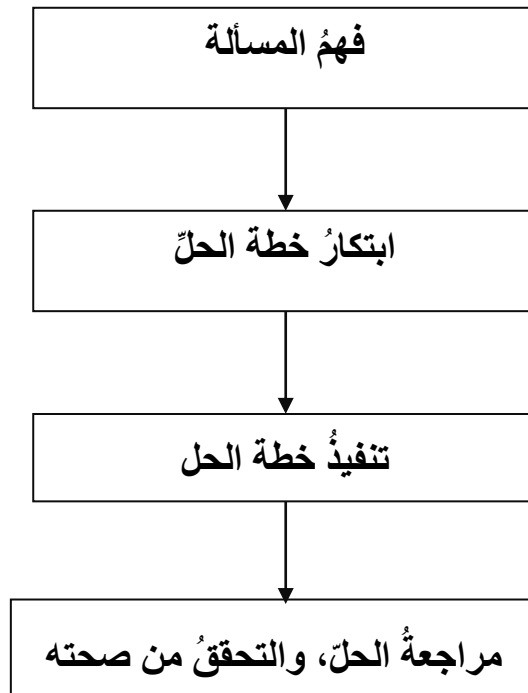 فهمُ المسألة
ابتكارُ خطة الحلِّ
تنفيذُ خطة الحل
مراجعةُ الحلّ، والتحققُ من صحته